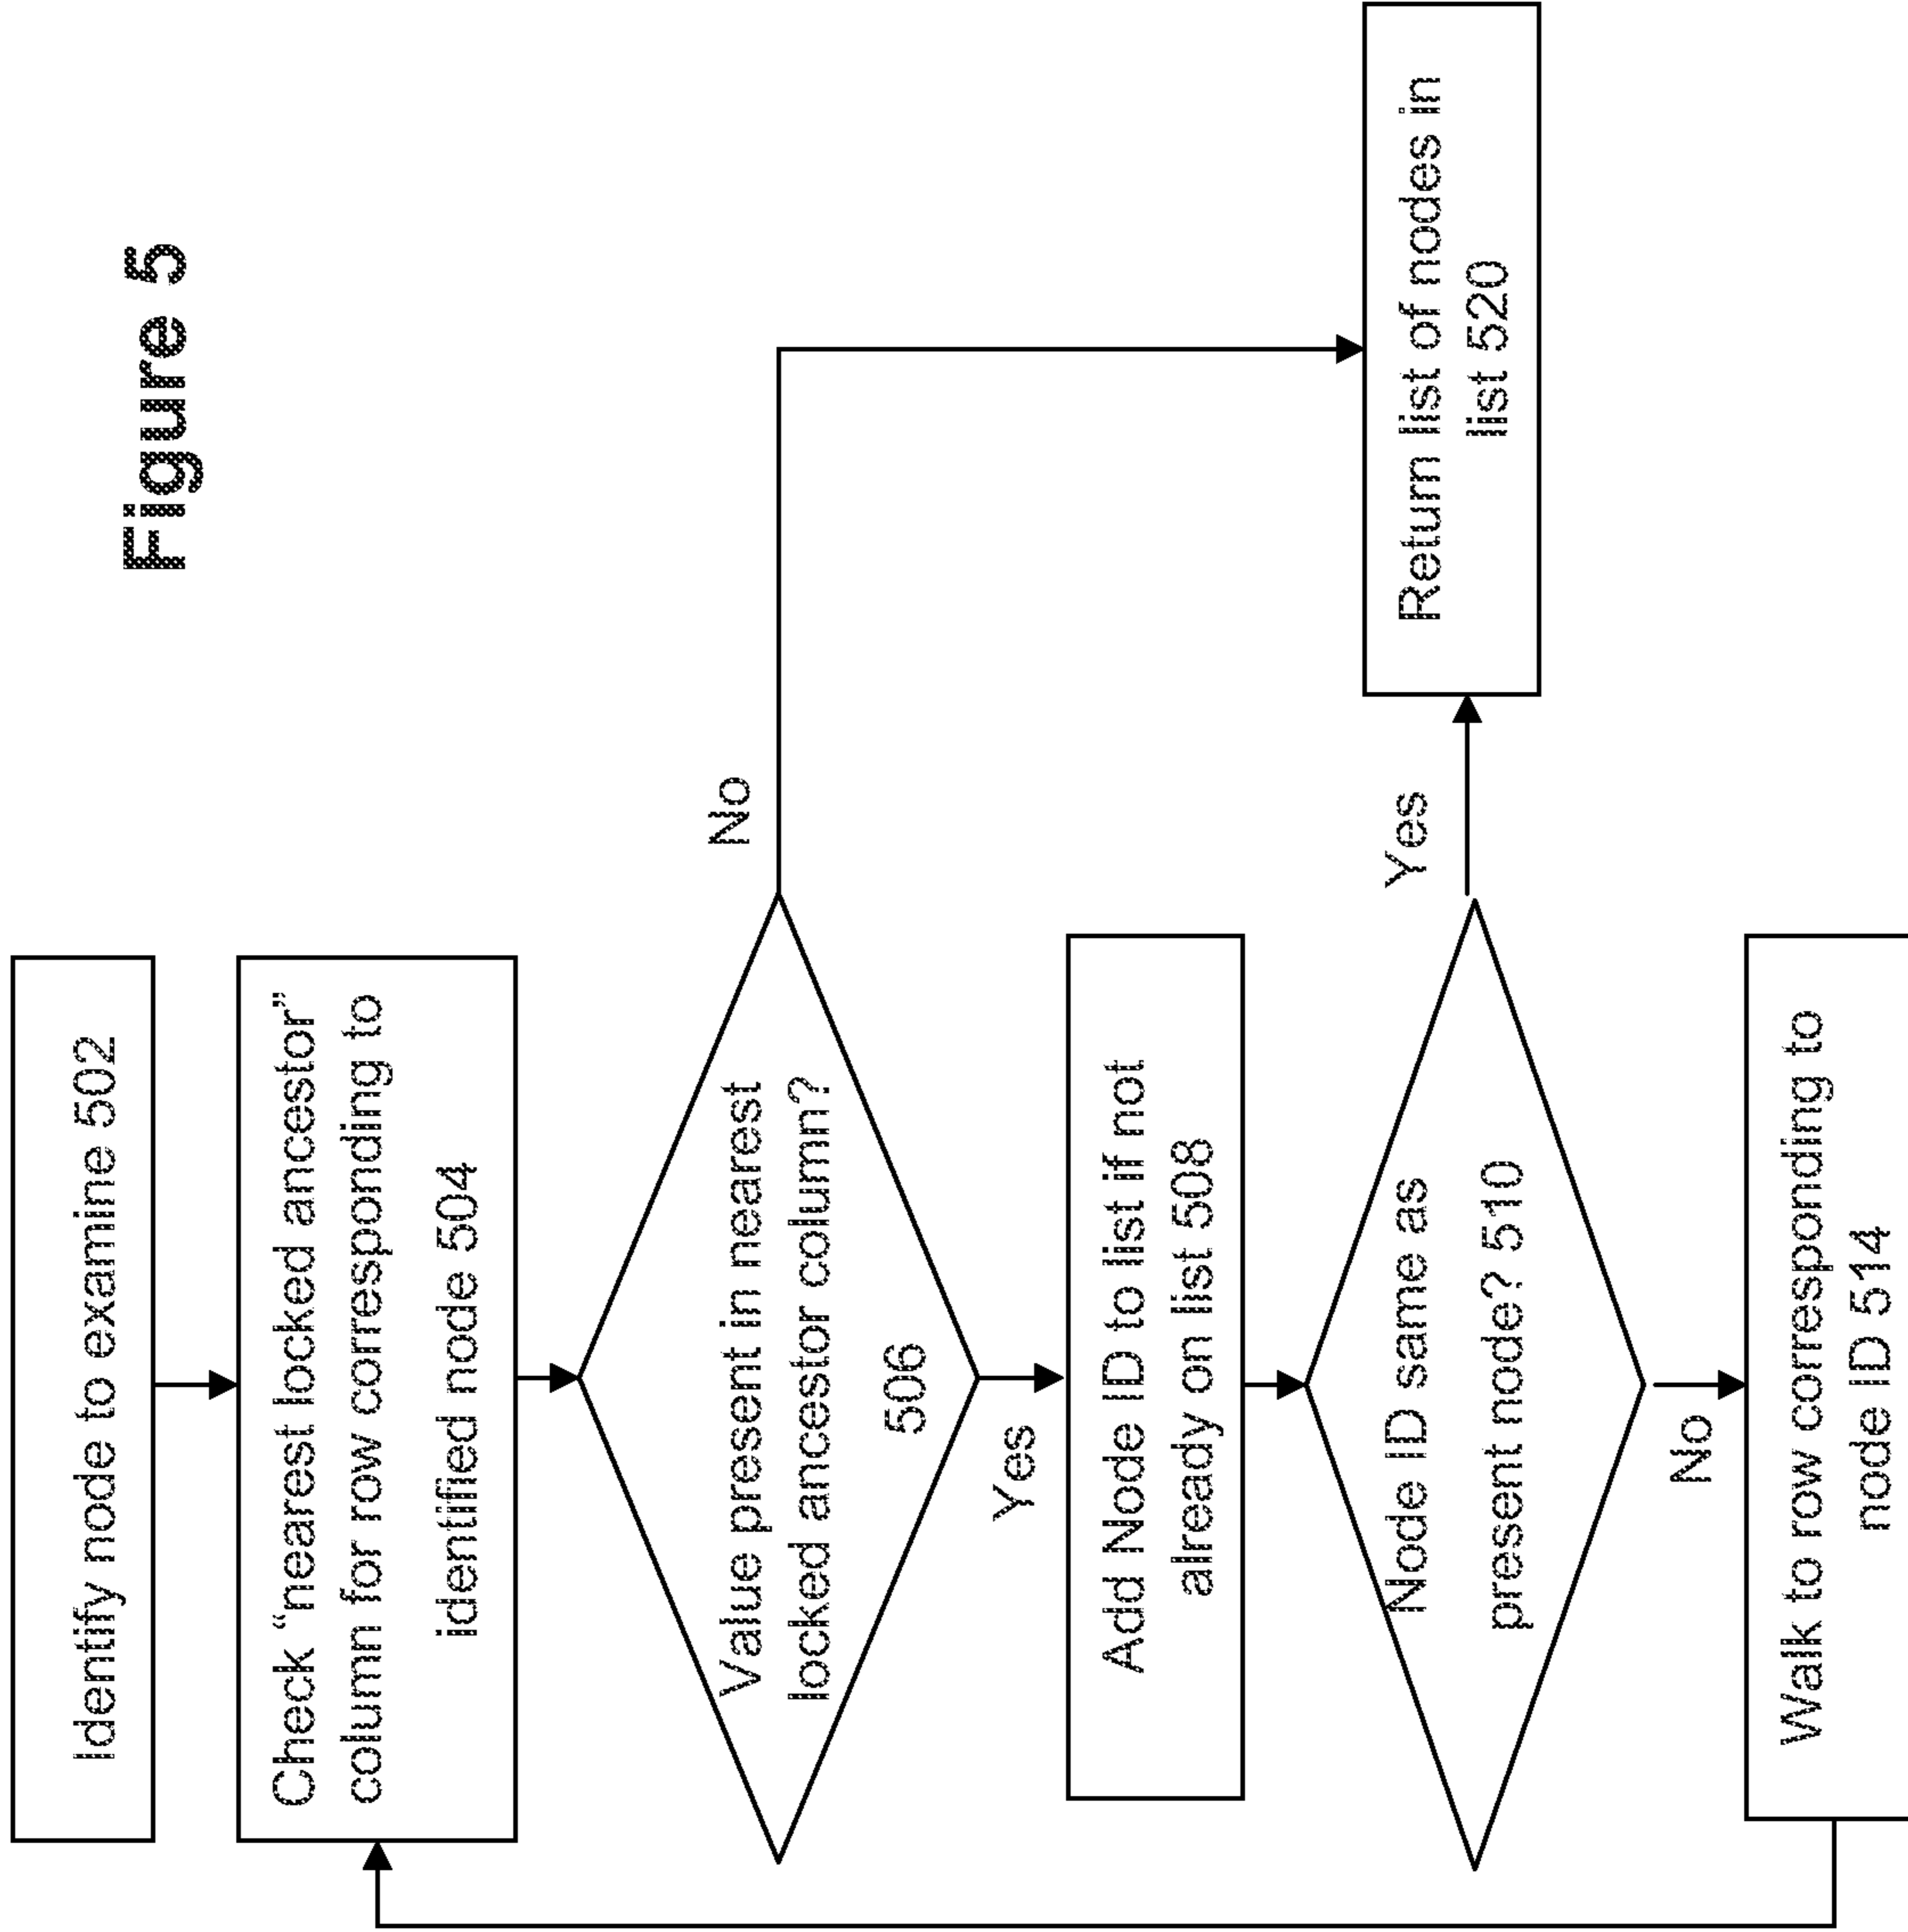 Figure 5
Identify node to examine 502
Check “nearest locked ancestor”
column for row corresponding to
identified node 504
Value present in nearest
locked ancestor column?
506
No
Yes
Add Node ID to list if not
already on list 508
Node ID same as
present node? 510
Yes
Return list of nodes in
list 520
No
Walk to row corresponding to
node ID 514